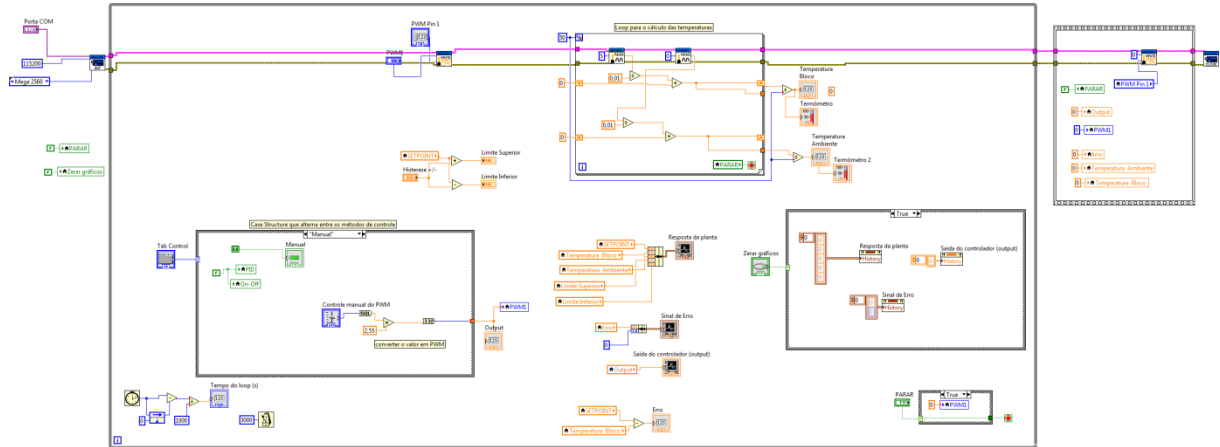 Porta COM
115200
Mega 2560
PWM Pin 1
PWM1
Loop para o cálculo das temperaturas
50
0,01
0,01
0
0
i
PARAR
Temperatura
Bloco
0
Termômetro
Temperatura
Ambiente
Termômetro 2
PWM Pin 1
PARAR
Output
PWM1
Erro
Temperatura Ambiente
Temperatura Bloco
PARAR
Zerar gráficos
SETPOINT
Histerese +/-
Limite Superior
Limite Inferior
Case Structure que alterna entre os métodos de controle
"Manual"
Tab Control
Manual
PID
On-Off
Controle manual do PWM
2,55
converter o valor em PWM
PWM1
Output
SETPOINT
Temperatura Bloco
Temperatura Ambiente
Limite Superior
Limite Inferior
Resposta da planta
Erro
0
Sinal de Erro
Saída do controlador (output)
Output
True
Zerar gráficos
Resposta da planta
History
Saída do controlador (output)
History
Sinal de Erro
History
Tempo do loop (s)
1000
3000
SETPOINT
Temperatura Bloco
Erro
PARAR
True
0
PWM1
i